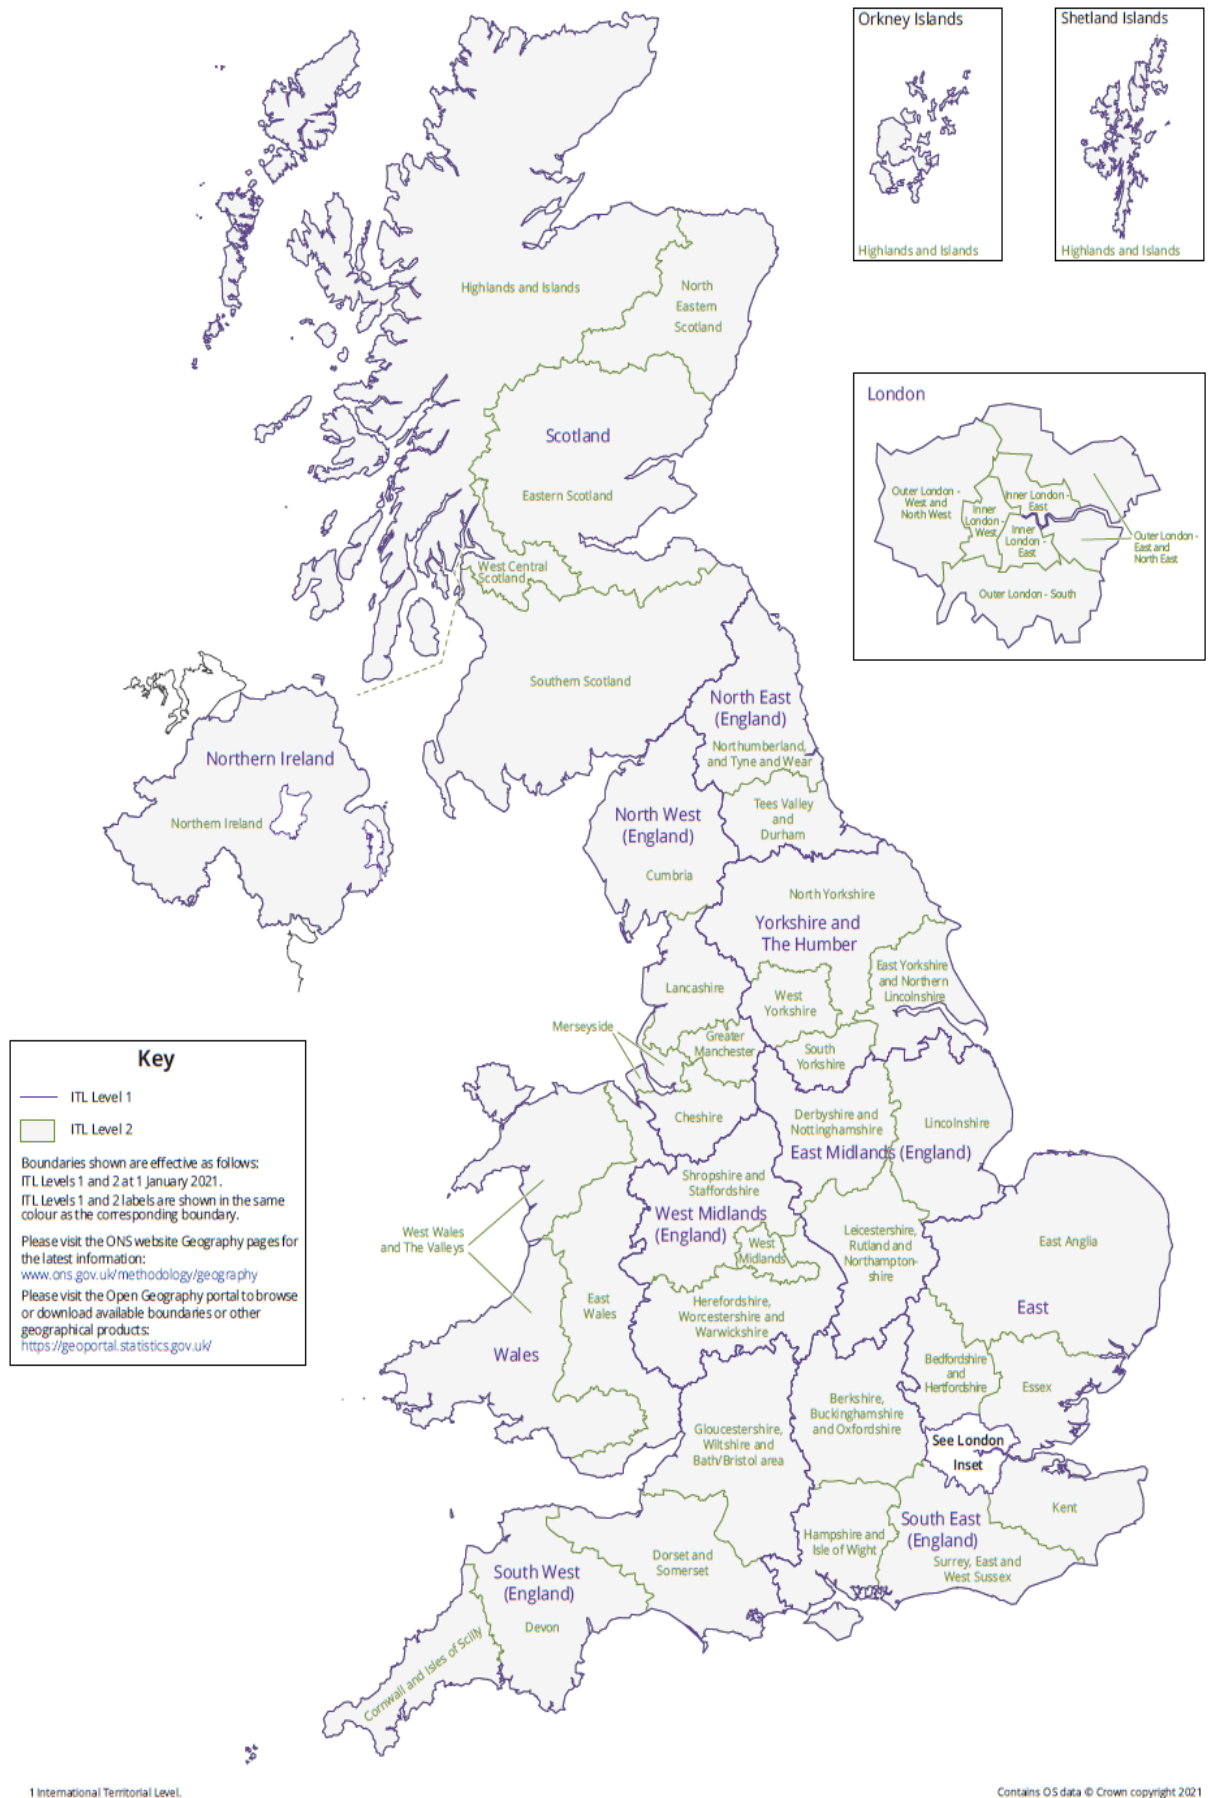 Orkney Islands
Highlands and Islands
Shetland Islands
Highlands and Islands
Highlands and Islands
North
Eastern
Scotland
Scotland
Eastern Scotland
West Central
Scotland
Southern Scotland
London
Outer London -
West and
North West
Inner London -
East
Inner
London -
West
Inner
London -
East
Outer London -
East and
North East
Outer London - South
Northern Ireland
Northern Ireland
North East
(England)
Northumberland,
and Tyne and Wear
Tees Valley
and
Durham
North West
(England)
Cumbria
North Yorkshire
Yorkshire and
The Humber
East Yorkshire
and Northern
Lincolnshire
West
Yorkshire
South
Yorkshire
Lancashire
Merseyside
Greater
Manchester
Cheshire
Derbyshire and
Nottinghamshire
Lincolnshire
East Midlands (England)
Shropshire and
Staffordshire
West Midlands
(England)
West
Midlands
Leicestershire,
Rutland and
Northampton-
shire
Herefordshire,
Worcestershire and
Warwickshire
East Anglia
East
Bedfordshire
and
Hertfordshire
Essex
West Wales
and The Valleys
East
Wales
Wales
Gloucestershire,
Wiltshire and
Bath/Bristol area
Berkshire,
Buckinghamshire
and Oxfordshire
See London
Inset
Kent
South East
(England)
Surrey, East and
West Sussex
Hampshire and
Isle of Wight
Dorset and
Somerset
South West
(England)
Devon
Cornwall and Isles of Scilly
Key
ITL Level 1
ITL Level 2
Boundaries shown are effective as follows:
ITL Levels 1 and 2 at 1 January 2021.
ITL Levels 1 and 2 labels are shown in the same
colour as the corresponding boundary.
Please visit the ONS website Geography pages for
the latest information:
www.ons.gov.uk/methodology/geography
Please visit the Open Geography portal to browse
or download available boundaries or other
geographical products:
https://geoportal.statistics.gov.uk/
1 International Territorial Level.
Contains OS data © Crown copyright 2021